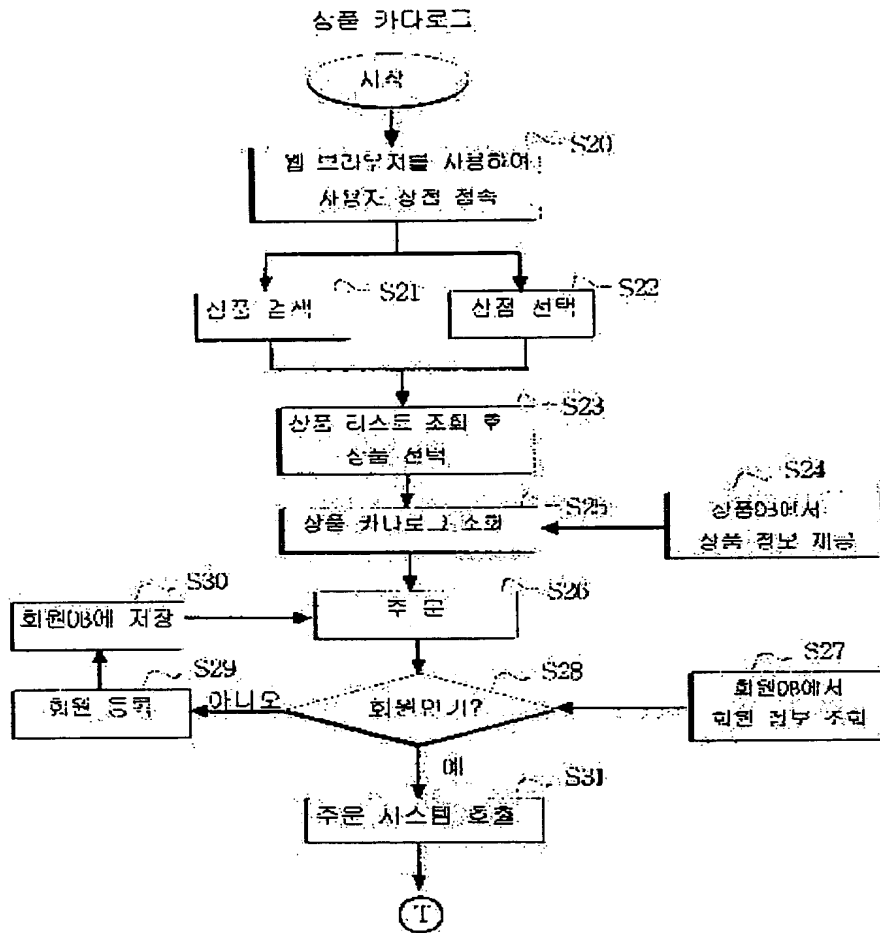 상품 카다로그
시작
S20
웹 브라우저를 사용하여
사용자 상점 접속
S21
상품 검색
S22
상점 선택
S23
상품 리스트 조회 후
상품 선택
S24
상품DB에서
상품 정보 제공
S25
상품 카다로그 조회
S26
주 문
S30
회원DB에 저장
S27
회원DB에서
회원 정보 조회
S28
회원인가?
S29
회원 등록
아니오
예
S31
주문 시스템 호출
T